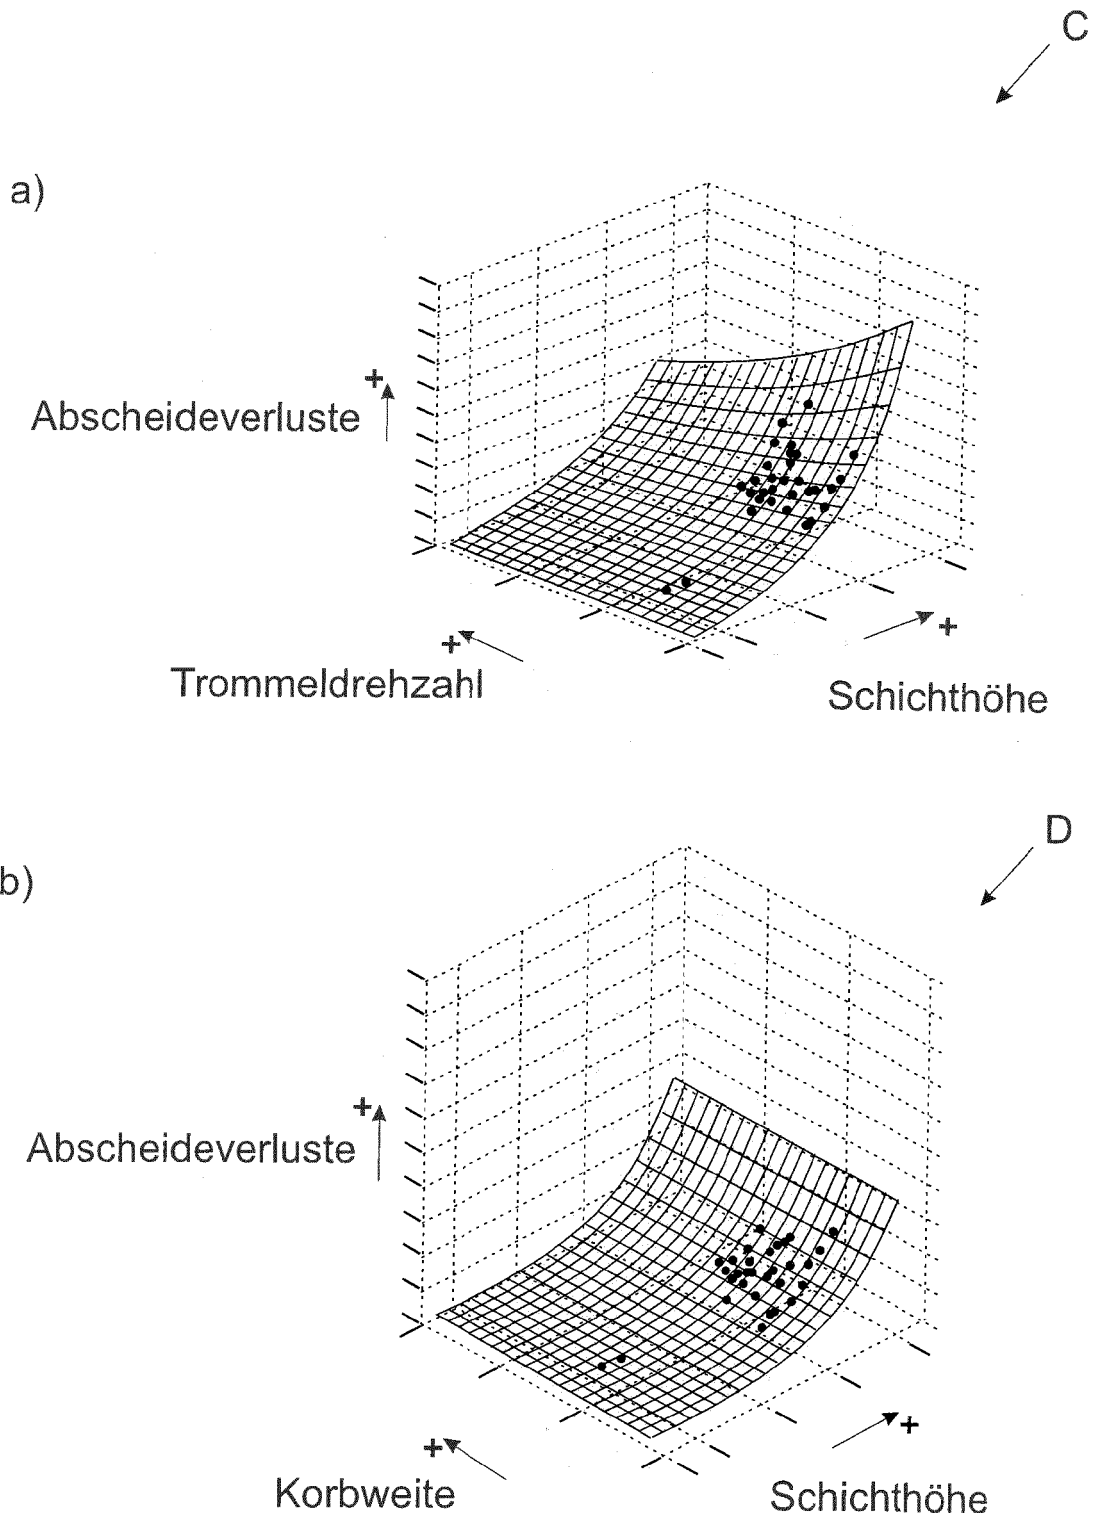 C
a)
+
Abscheideverluste
+
+
Trommeldrehzahl
Schichthöhe
D
b)
+
Abscheideverluste
+
+
Korbweite
Schichthöhe